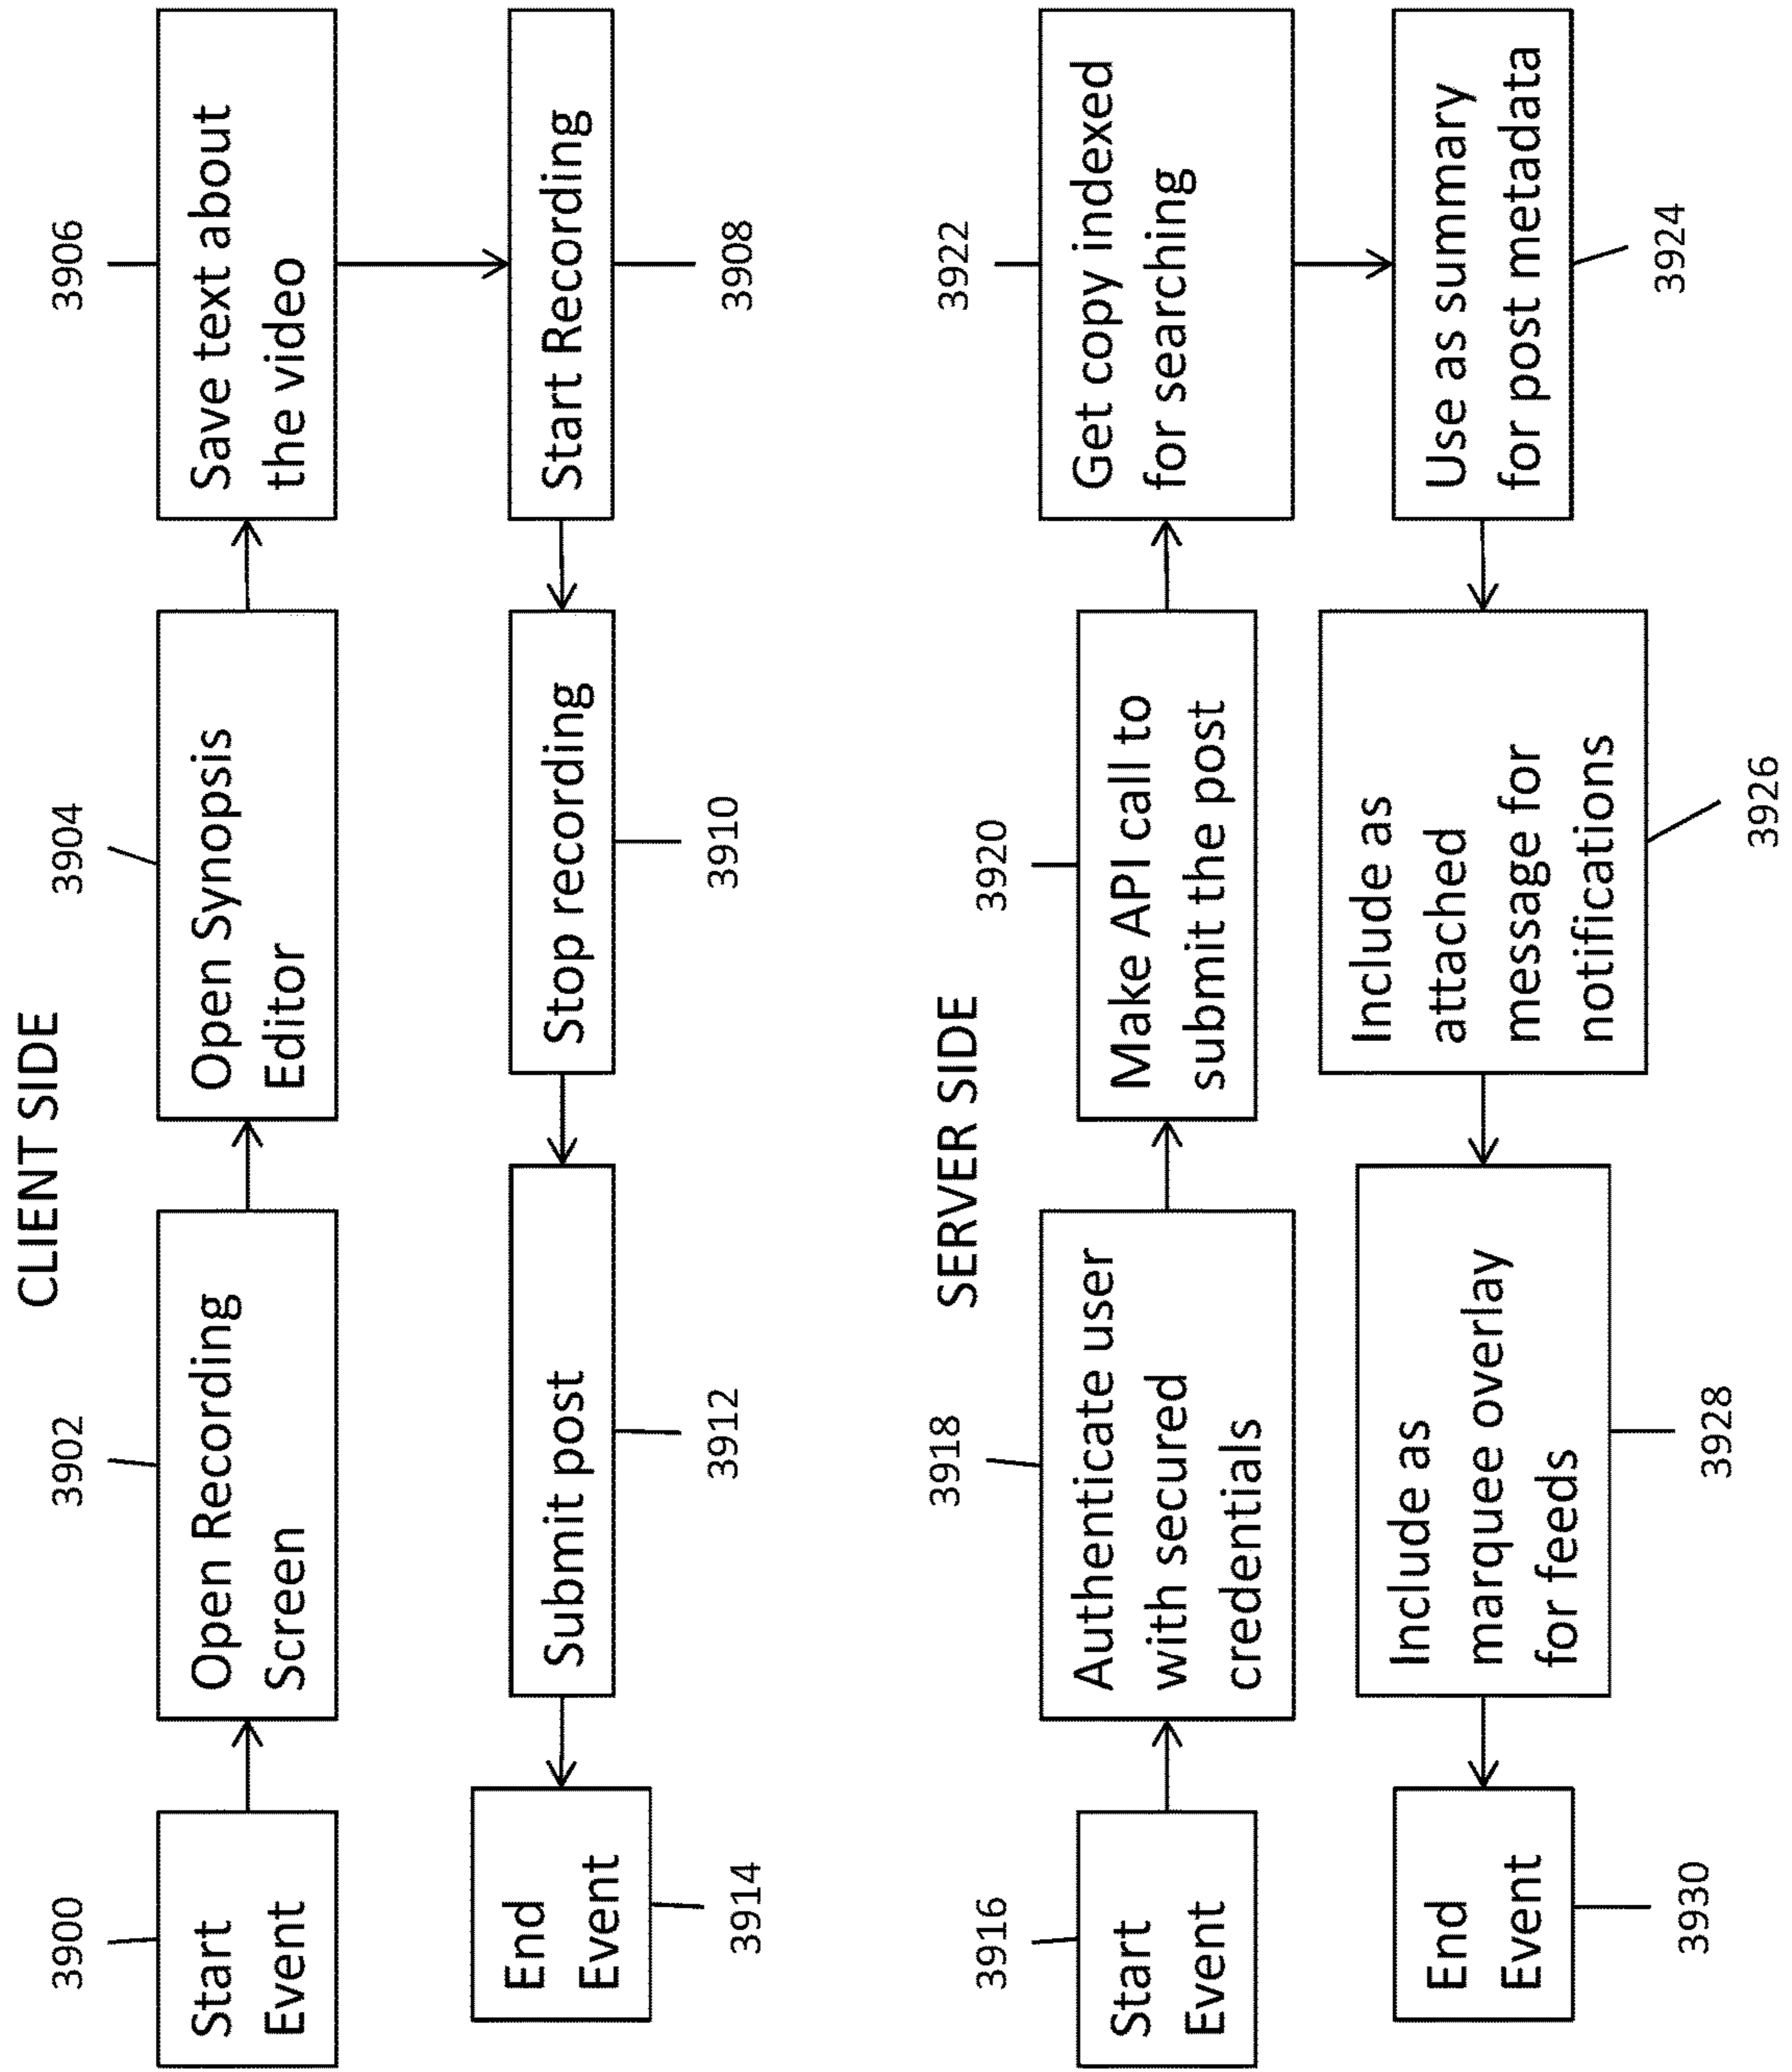 CLIENT SIDE
3900
Start
Event
3902
Open Recording
Screen
3904
Open Synopsis
Editor
3906
Save text about
the video
Start Recording
3908
Stop recording
3910
Submit post
3912
End
Event
3914
SERVER SIDE
3916
Start
Event
3918
Authenticate user
with secured
credentials
3920
Make API call to
submit the post
3922
Get copy indexed
for searching
Use as summary
for post metadata
3924
Include as
attached
message for
notifications
3926
Include as
marquee overlay
for feeds
3928
End
Event
3930